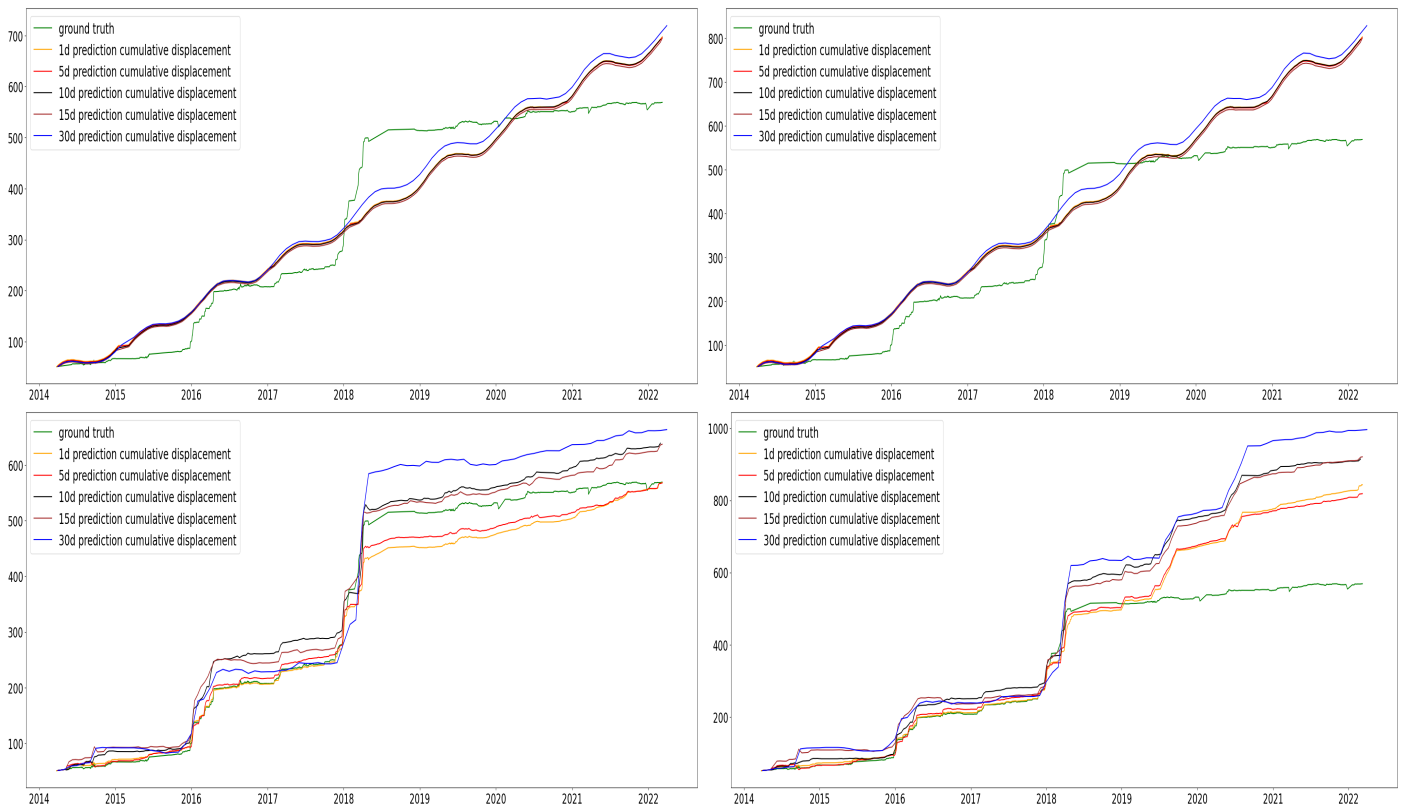 ground truth
1d prediction cumulative displacement
5d prediction cumulative displacement
10d prediction cumulative displacement
15d prediction cumulative displacement
30d prediction cumulative displacement
700
600
500
400
300
200
100
2014 2015 2016 2017 2018 2019 2020 2021 2022
ground truth
1d prediction cumulative displacement
5d prediction cumulative displacement
10d prediction cumulative displacement
15d prediction cumulative displacement
30d prediction cumulative displacement
800
700
600
500
400
300
200
100
2014 2015 2016 2017 2018 2019 2020 2021 2022
ground truth
1d prediction cumulative displacement
5d prediction cumulative displacement
10d prediction cumulative displacement
15d prediction cumulative displacement
30d prediction cumulative displacement
600
500
400
300
200
100
2014 2015 2016 2017 2018 2019 2020 2021 2022
ground truth
1d prediction cumulative displacement
5d prediction cumulative displacement
10d prediction cumulative displacement
15d prediction cumulative displacement
30d prediction cumulative displacement
1000
800
600
400
200
2014 2015 2016 2017 2018 2019 2020 2021 2022